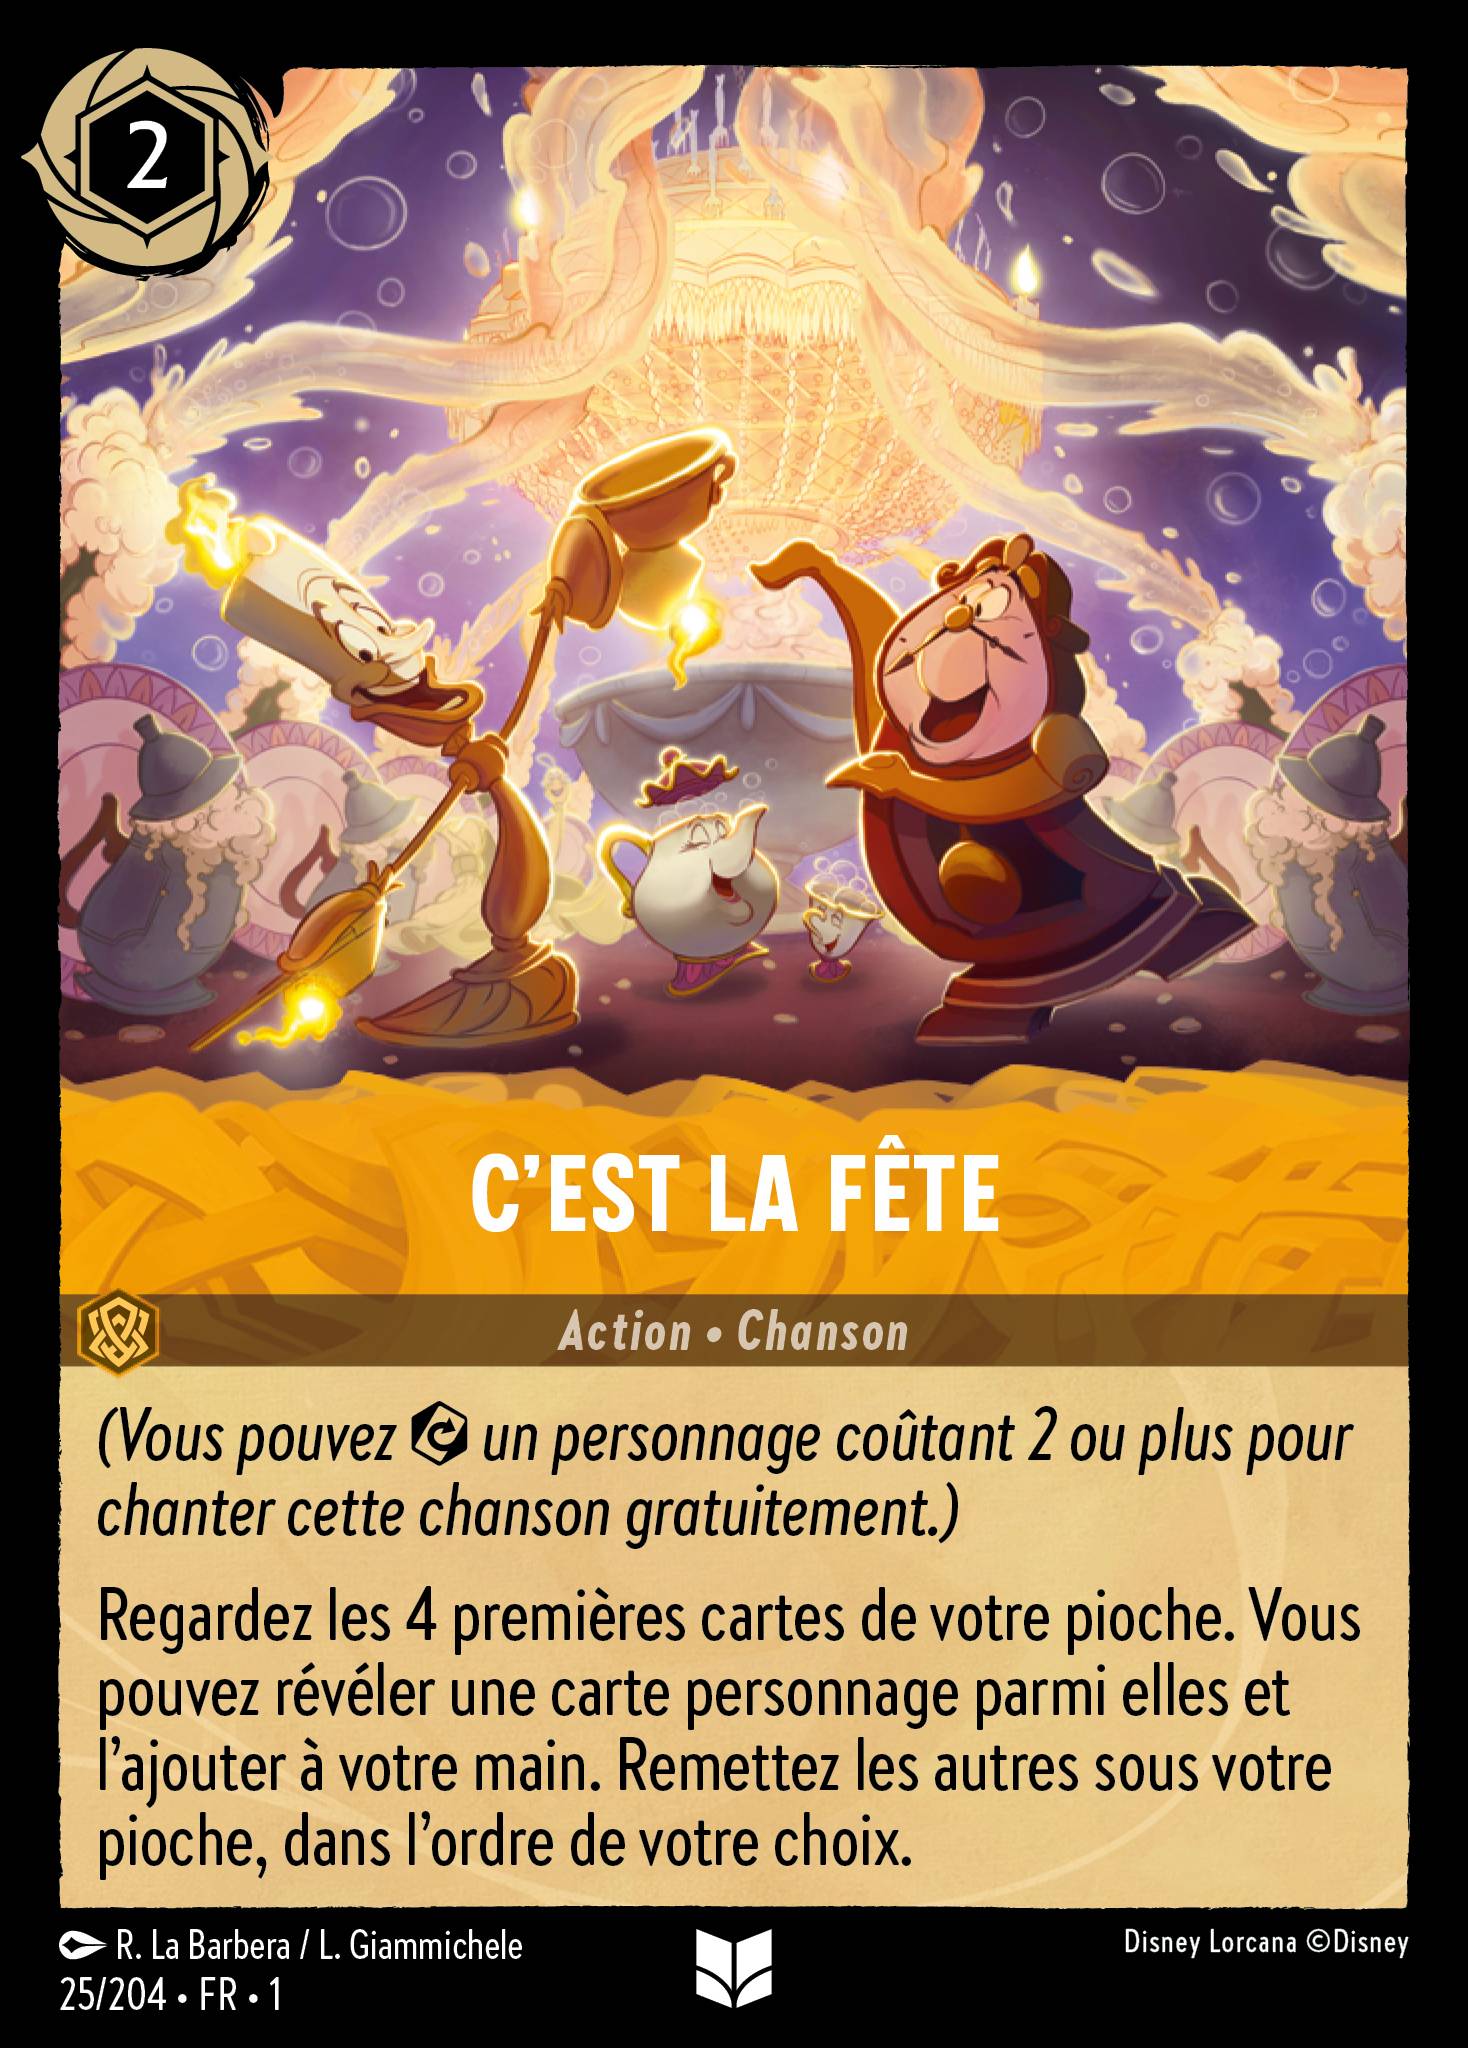 2
C’EST LA FÊTE
Action • Chanson
(Vous pouvez un personnage coûtant 2 ou plus pour
chanter cette chanson gratuitement.)
Regardez les 4 premières cartes de votre pioche. Vous
pouvez révéler une carte personnage parmi elles et
l’ajouter à votre main. Remettez les autres sous votre
pioche, dans l’ordre de votre choix.
R. La Barbera / L. Giammichele
Disney Lorcana ©Disney
25/204 • FR • 1